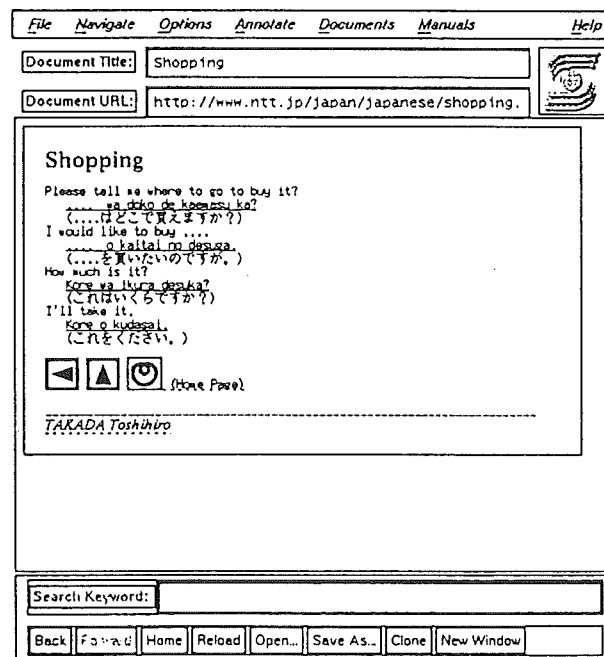 File Navigate Options Annotate Documents Manuals Help
Document Title: Shopping
Document URL: http://www.ntt.jp/japan/japanese/shopping.
Shopping
Please tell me where to go to buy it?
.... wa doko de kaemasu ka?
(....はどこで買えますか?)
I would like to buy ....
.... o kaitai no desuga.
(....を買いたいのですが。)
How much is it?
Kore wa ikura desuka?
(これはいくらですか?)
I'll take it.
Kore o kudasai.
(これをください。)
(Home Page)
TAKADA Toshihiro
Search Keyword:
Back Forward Home Reload Open... Save As... Clone New Window